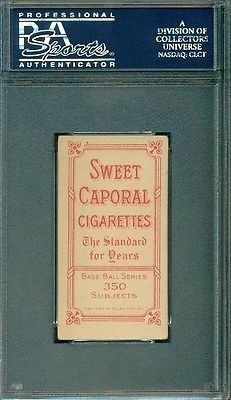 PROFESSIONAL
PSA
Sports
AUTHENTICATOR
A
DIVISION OF
COLLECTORS
UNIVERSE
NASDAQ: CLCT
SWEET
CAPORAL
CIGARETTES
The Standard
for Years
BASE BALL SERIES
350
SUBJECTS